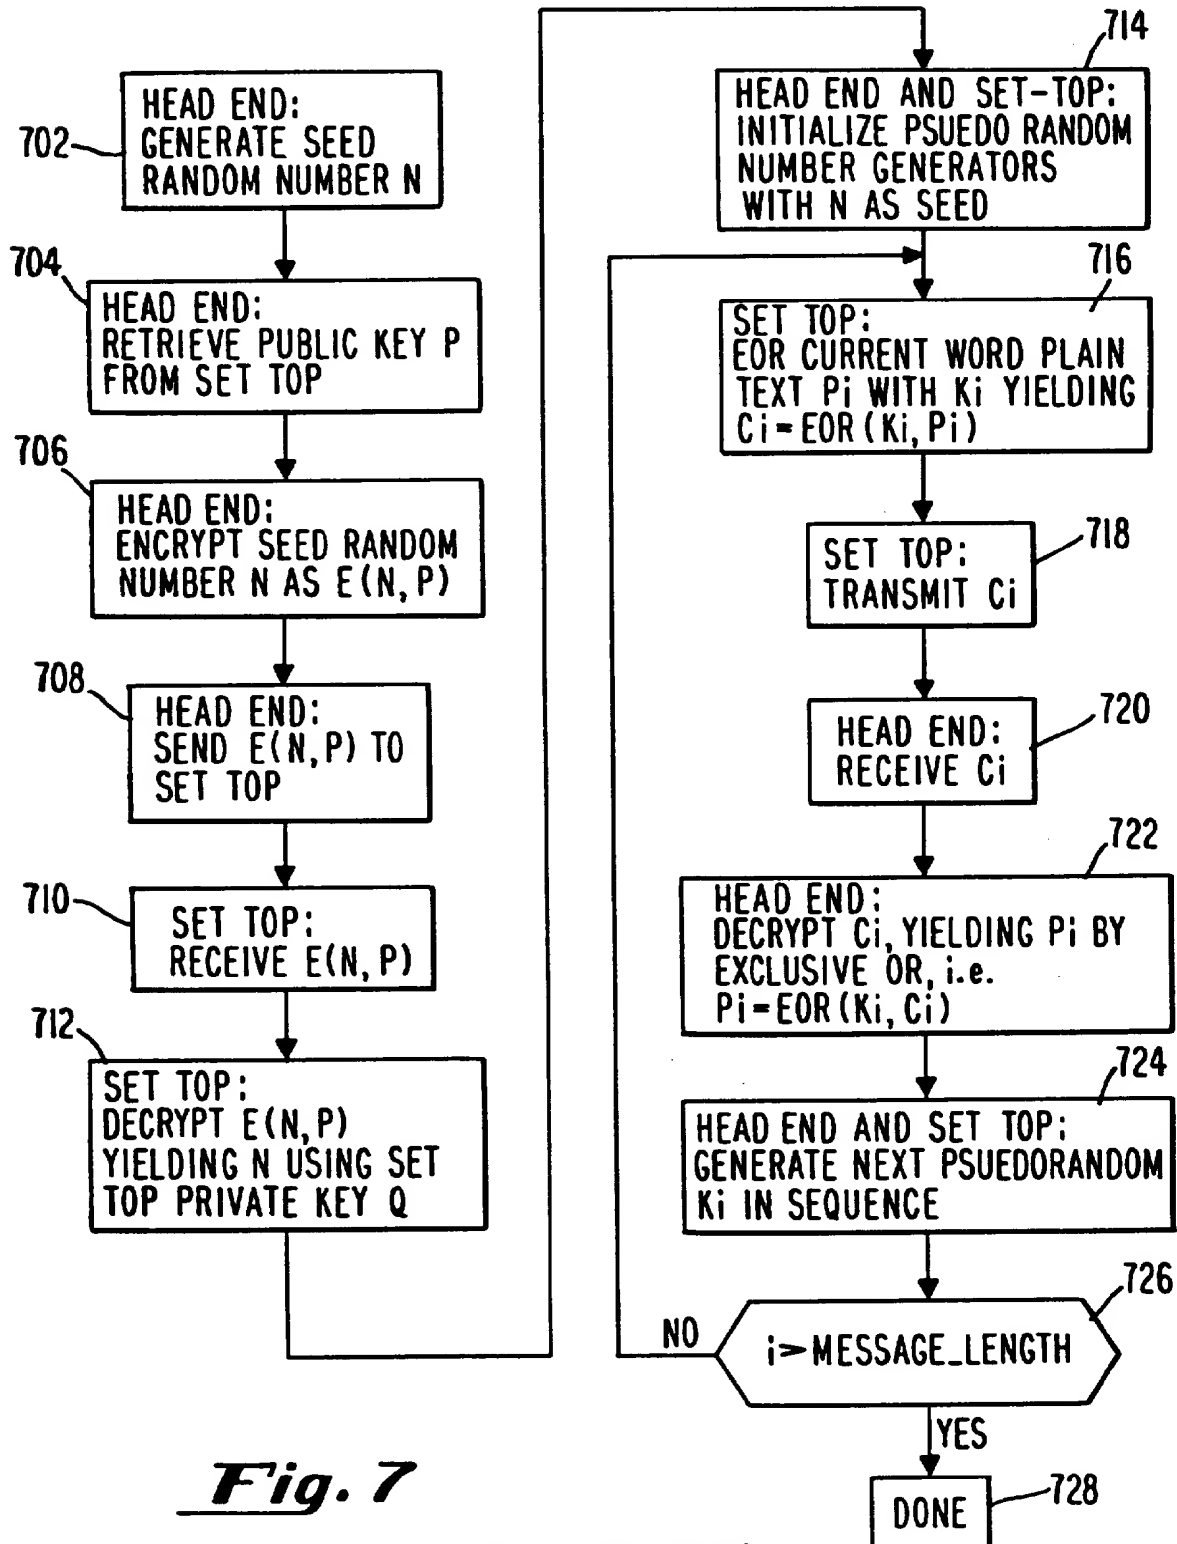 702
HEAD END:
GENERATE SEED
RANDOM NUMBER N
704
HEAD END:
RETRIEVE PUBLIC KEY P
FROM SET TOP
706
HEAD END:
ENCRYPT SEED RANDOM
NUMBER N AS E(N,P)
708
HEAD END:
SEND E(N,P) TO
SET TOP
710
SET TOP:
RECEIVE E(N,P)
712
SET TOP:
DECRYPT E(N,P)
YIELDING N USING SET
TOP PRIVATE KEY Q
714
HEAD END AND SET-TOP:
INITIALIZE PSUEDO RANDOM
NUMBER GENERATORS
WITH N AS SEED
716
SET TOP:
EOR CURRENT WORD PLAIN
TEXT Pi WITH Ki YIELDING
Ci=EOR(Ki,Pi)
718
SET TOP:
TRANSMIT Ci
720
HEAD END:
RECEIVE Ci
722
HEAD END:
DECRYPT Ci, YIELDING Pi BY
EXCLUSIVE OR, i.e.
Pi=EOR(Ki,Ci)
724
HEAD END AND SET TOP:
GENERATE NEXT PSUEDORANDOM
Ki IN SEQUENCE
726
i>MESSAGE_LENGTH
NO
YES
728
DONE
Fig. 7